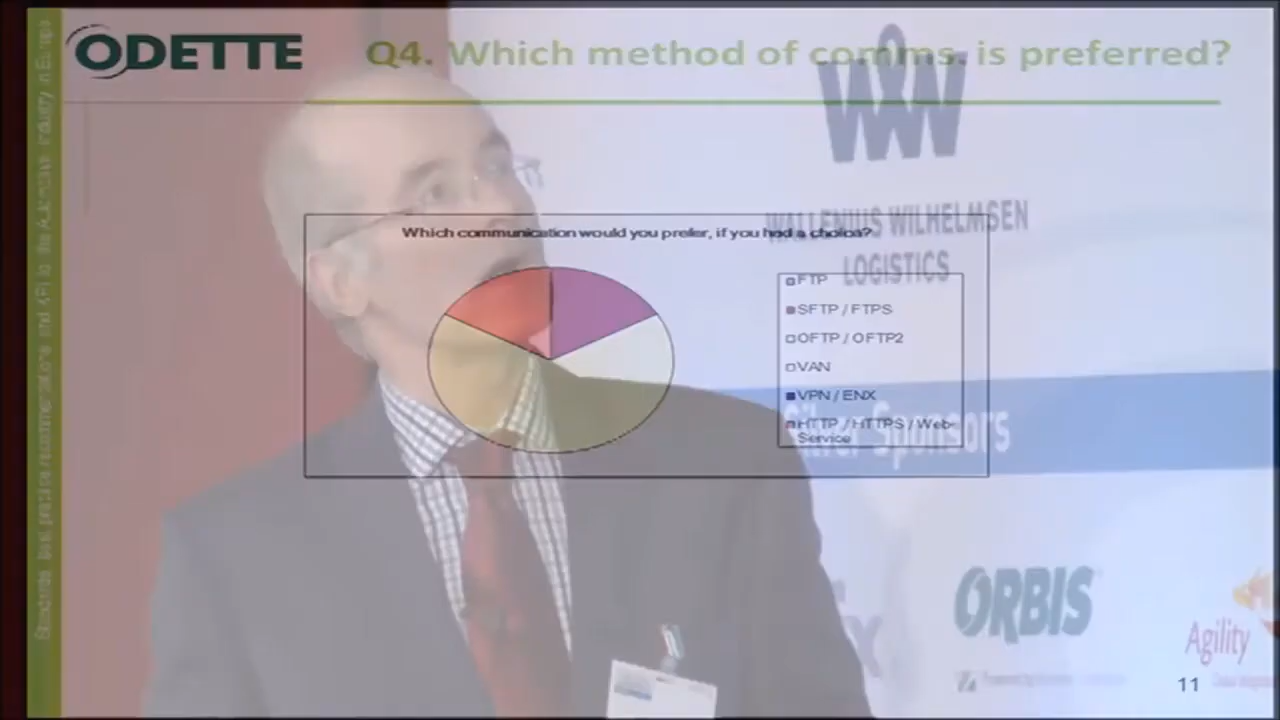 ODETTE
Q4. Which method of comms. is preferred?
WALLENIUS WILHELMSEN
LOGISTICS
Which communication would you prefer, if you had a choice?
FTP
SFTP / FTPS
OFTP / OFTP2
VAN
VPN / ENX
HTTP / HTTPS / Web-
Service
Silver Sponsors
ORBIS
Agility
11